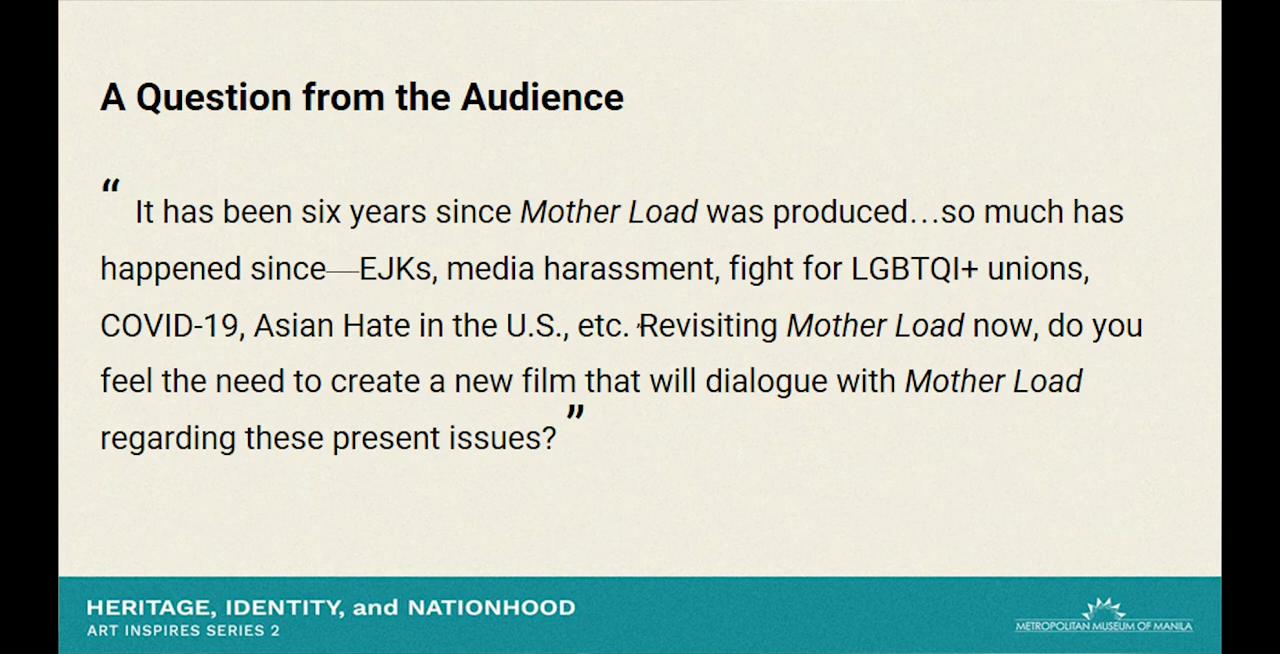 A Question from the Audience
“ It has been six years since Mother Load was produced…so much has
happened since—EJKs, media harassment, fight for LGBTQI+ unions,
COVID-19, Asian Hate in the U.S., etc. Revisiting Mother Load now, do you
feel the need to create a new film that will dialogue with Mother Load
regarding these present issues? ”
HERITAGE, IDENTITY, and NATIONHOOD
ART INSPIRES SERIES 2
METROPOLITAN MUSEUM OF MANILA